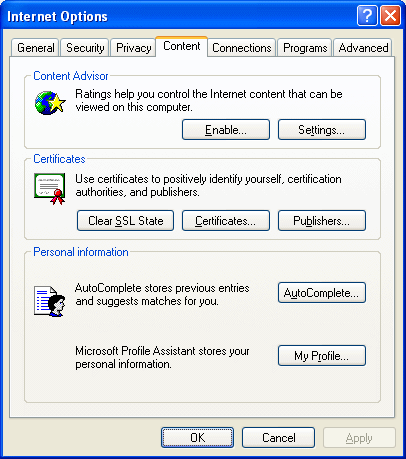 Internet Options
General Security Privacy Content Connections Programs Advanced
Content Advisor
Ratings help you control the Internet content that can be
viewed on this computer.
Enable... Settings...
Certificates
Use certificates to positively identify yourself, certification
authorities, and publishers.
Clear SSL State Certificates... Publishers...
Personal information
AutoComplete stores previous entries
and suggests matches for you.
AutoComplete...
Microsoft Profile Assistant stores your
personal information.
My Profile...
OK Cancel Apply